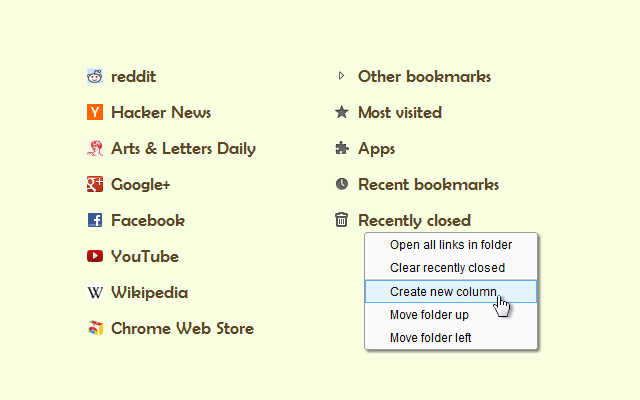 reddit
Hacker News
Arts & Letters Daily
Google+
Facebook
YouTube
Wikipedia
Chrome Web Store
Other bookmarks
Most visited
Apps
Recent bookmarks
Recently closed
Open all links in folder
Clear recently closed
Create new column
Move folder up
Move folder left